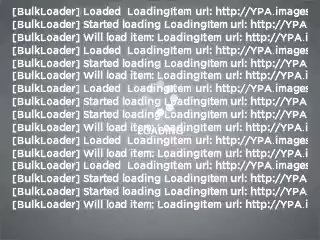 [BulkLoader] Loaded  LoadingItem url: http://YPA.images
[BulkLoader] Started loading LoadingItem url: http://YPA
[BulkLoader] Will load item: LoadingItem url: http://YPA.i
[BulkLoader] Loaded  LoadingItem url: http://YPA.images
[BulkLoader] Started loading LoadingItem url: http://YPA
[BulkLoader] Will load item: LoadingItem url: http://YPA.i
[BulkLoader] Loaded  LoadingItem url: http://YPA.images
[BulkLoader] Started loading LoadingItem url: http://YPA
[BulkLoader] Started loading LoadingItem url: http://YPA
[BulkLoader] Will load item: LoadingItem url: http://YPA.i
LOADING
[BulkLoader] Loaded  LoadingItem url: http://YPA.images
[BulkLoader] Will load item: LoadingItem url: http://YPA.i
[BulkLoader] Loaded  LoadingItem url: http://YPA.images
[BulkLoader] Started loading LoadingItem url: http://YPA
[BulkLoader] Started loading LoadingItem url: http://YPA
[BulkLoader] Will load item: LoadingItem url: http://YPA.i